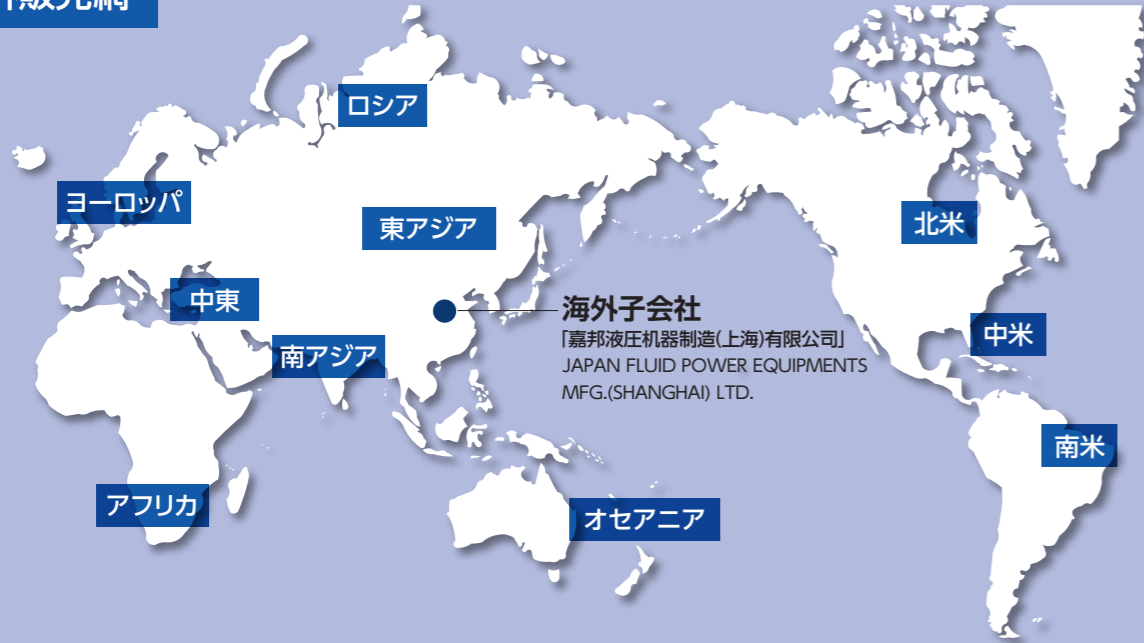 販売網
ロシア
ヨーロッパ
東アジア
北米
中東
海外子会社
「嘉邦液圧机器制造(上海)有限公司」
JAPAN FLUID POWER EQUIPMENTS
MFG.(SHANGHAI) LTD.
中米
南アジア
南米
アフリカ
オセアニア